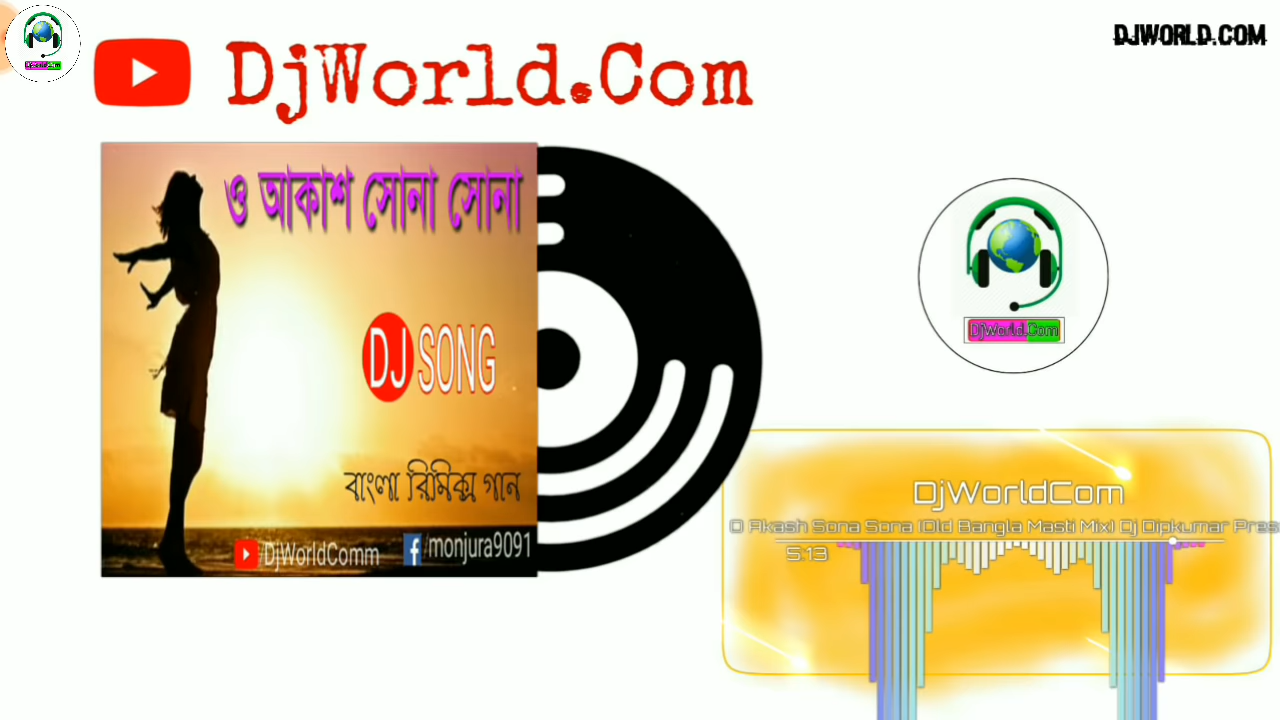 DjWorld.Com
DJWORLD.COM
ও আকাশ সোনা সোনা
DJ SONG
বাংলা রিমিক্স গান
/DjWorldComm
/monjura9091
DjWorld.Com
DjWorldCom
O Akash Sona Sona (Old Bangla Masti Mix) Dj Dipkumar Pres
5:13